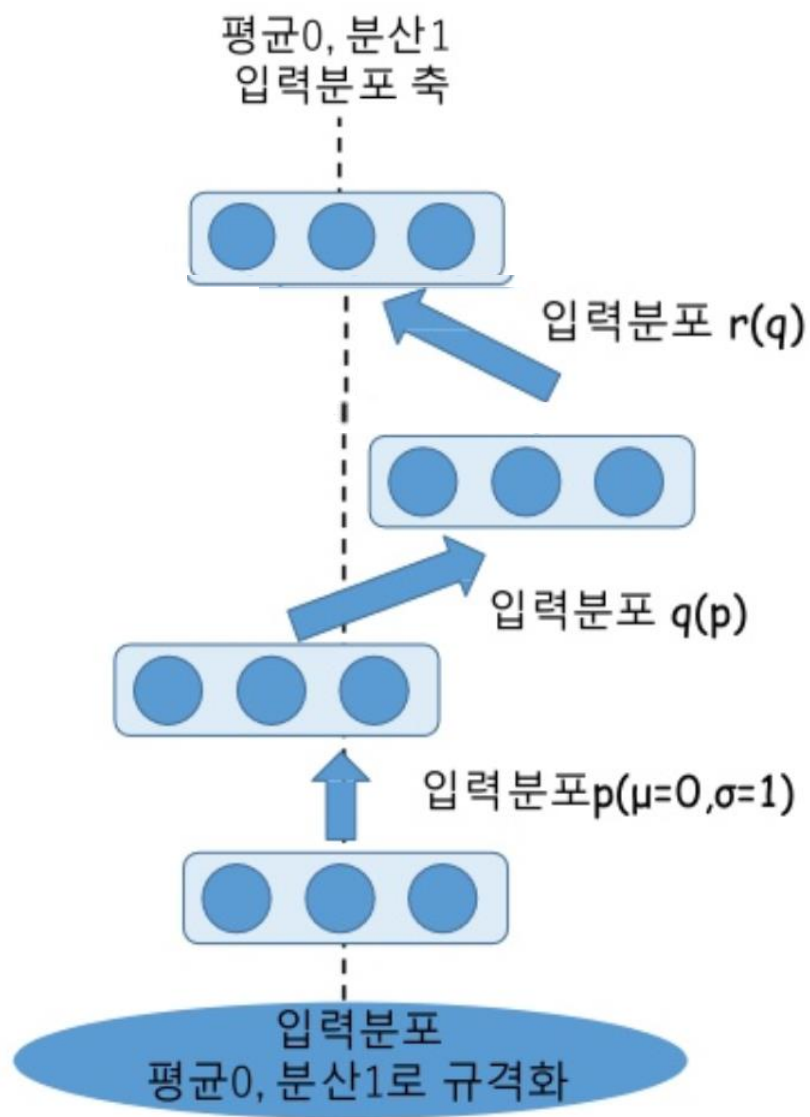 평균0, 분산1
입력분포 축
입력분포 r(q)
입력분포 q(p)
입력분포p(μ=0,σ=1)
입력분포
평균0, 분산1로 규격화